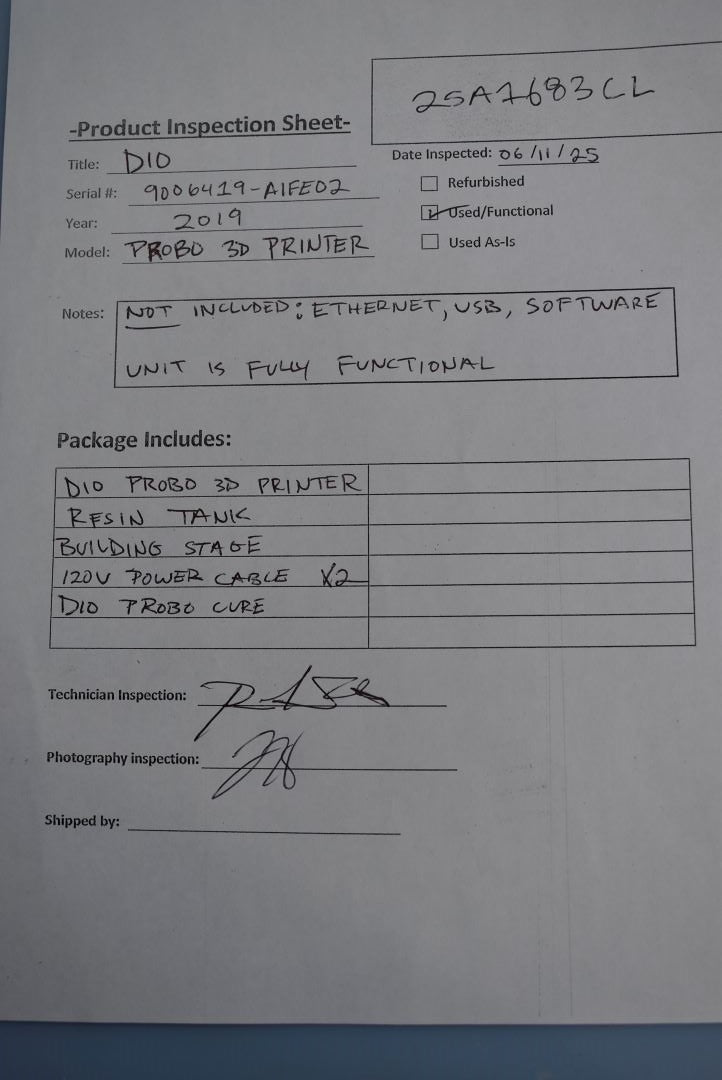 25A1683CL
-Product Inspection Sheet-
Title: DIO
Date Inspected: 06/11/25
Serial #: 9006419-A1FE02
Refurbished
Year: 2019
Used/Functional
Model: PROBO 3D PRINTER
Used As-Is
Notes: NOT INCLUDED: ETHERNET, USB, SOFTWARE
UNIT IS FULLY FUNCTIONAL
Package Includes:
DIO PROBO 3D PRINTER
RESIN TANK
BUILDING STAGE
120V POWER CABLE X2
DIO PROBO CURE
Technician Inspection:
Photography inspection:
Shipped by: